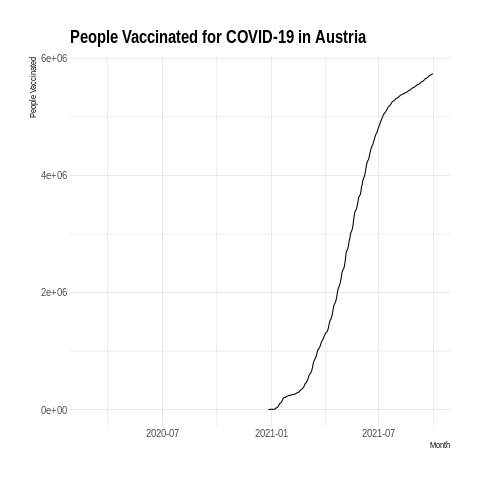 People Vaccinated for COVID-19 in Austria
People Vaccinated
6e+06
4e+06
2e+06
0e+00
2020-07
2021-01
2021-07
Month